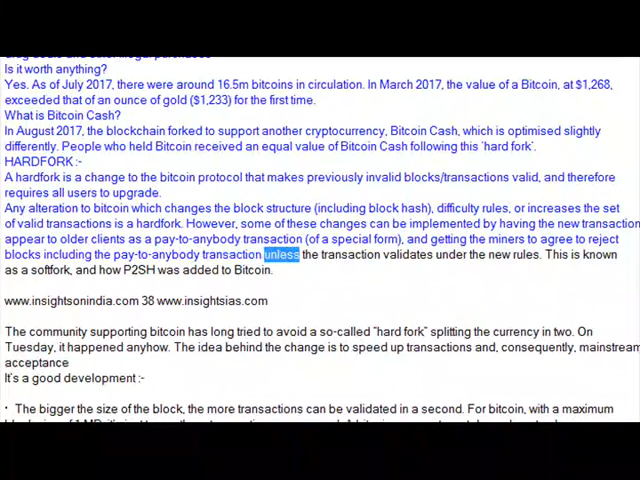 Is it worth anything?
Yes. As of July 2017, there were around 16.5m bitcoins in circulation. In March 2017, the value of a Bitcoin, at $1,268,
exceeded that of an ounce of gold ($1,233) for the first time.
What is Bitcoin Cash?
In August 2017, the blockchain forked to support another cryptocurrency, Bitcoin Cash, which is optimised slightly
differently. People who held Bitcoin received an equal value of Bitcoin Cash following this 'hard fork'.
HARDFORK :-
A hardfork is a change to the bitcoin protocol that makes previously invalid blocks/transactions valid, and therefore
requires all users to upgrade.
Any alteration to bitcoin which changes the block structure (including block hash), difficulty rules, or increases the set
of valid transactions is a hardfork. However, some of these changes can be implemented by having the new transaction
appear to older clients as a pay-to-anybody transaction (of a special form), and getting the miners to agree to reject
blocks including the pay-to-anybody transaction unless the transaction validates under the new rules. This is known
as a softfork, and how P2SH was added to Bitcoin.
www.insightsonindia.com 38 www.insightsias.com
The community supporting bitcoin has long tried to avoid a so-called "hard fork" splitting the currency in two. On
Tuesday, it happened anyhow. The idea behind the change is to speed up transactions and, consequently, mainstream
acceptance
It's a good development :-
· The bigger the size of the block, the more transactions can be validated in a second. For bitcoin, with a maximum